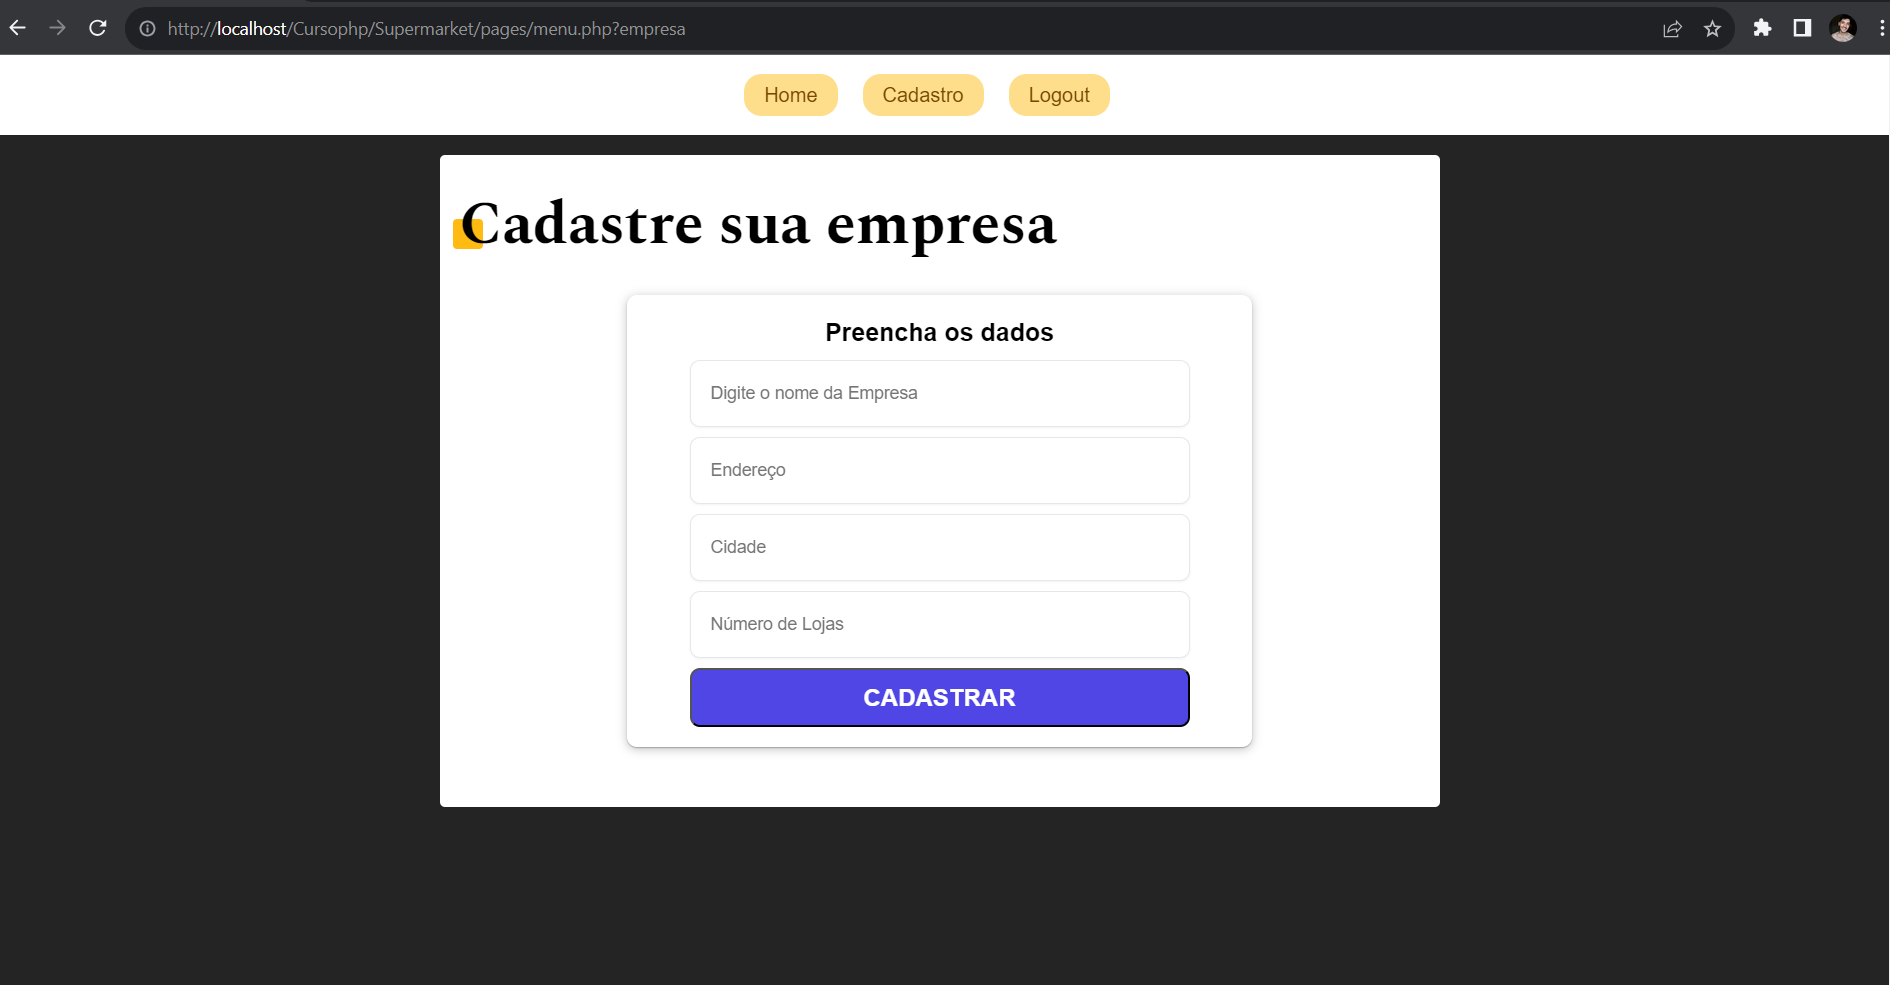 http://localhost/Cursophp/Supermarket/pages/menu.php?empresa
Home Cadastro Logout
Cadastre sua empresa
Preencha os dados
Digite o nome da Empresa
Endereço
Cidade
Número de Lojas
CADASTRAR